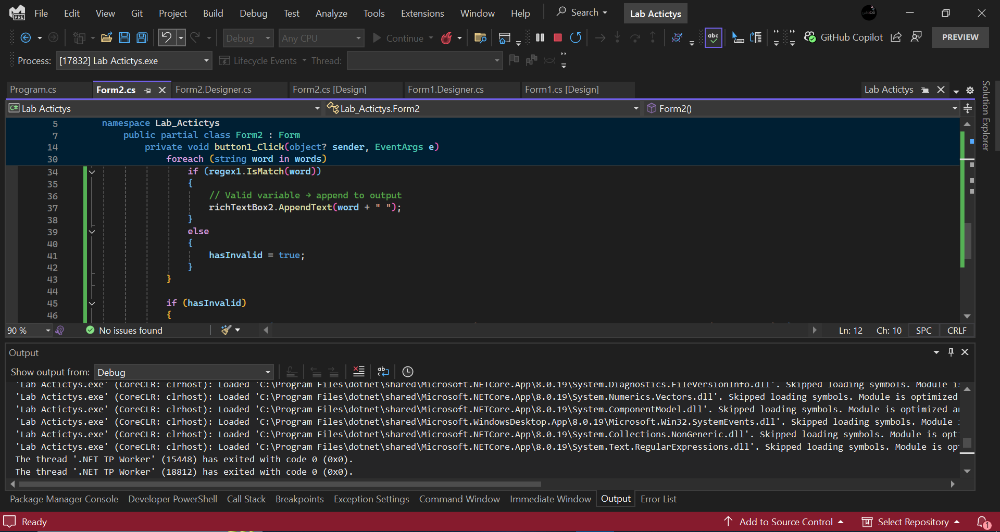 File Edit View Git Project Build Debug Test Analyze Tools Extensions Window Help Search Lab Actictys
PRE
Debug Any CPU Continue abc GitHub Copilot PREVIEW
Process: [17832] Lab Actictys.exe Lifecycle Events Thread:
Program.cs Form2.cs Form2.Designer.cs Form2.cs [Design] Form1.Designer.cs Form1.cs [Design] Lab Actictys
Solution Explorer
C# Lab Actictys Lab_Actictys.Form2 Form2()
5 namespace Lab_Actictys
7 public partial class Form2 : Form
14 private void button1_Click(object? sender, EventArgs e)
30 foreach (string word in words)
34 if (regex1.IsMatch(word))
35 {
36 // Valid variable → append to output
37 richTextBox2.AppendText(word + " ");
38 }
39 else
40 {
41 hasInvalid = true;
42 }
43 }
44
45 if (hasInvalid)
46 {
90 % No issues found Ln: 12 Ch: 10 SPC CRLF
Output
Show output from: Debug
'Lab Actictys.exe' (CoreCLR: clrhost): Loaded 'C:\Program Files\dotnet\shared\Microsoft.NETCore.App\8.0.19\System.Diagnostics.FileVersionInfo.dll'. Skipped loading symbols. Module is
'Lab Actictys.exe' (CoreCLR: clrhost): Loaded 'C:\Program Files\dotnet\shared\Microsoft.NETCore.App\8.0.19\System.Numerics.Vectors.dll'. Skipped loading symbols. Module is optimized
'Lab Actictys.exe' (CoreCLR: clrhost): Loaded 'C:\Program Files\dotnet\shared\Microsoft.NETCore.App\8.0.19\System.ComponentModel.dll'. Skipped loading symbols. Module is optimized
'Lab Actictys.exe' (CoreCLR: clrhost): Loaded 'C:\Program Files\dotnet\shared\Microsoft.WindowsDesktop.App\8.0.19\Microsoft.Win32.SystemEvents.dll'. Skipped loading symbols. Module
'Lab Actictys.exe' (CoreCLR: clrhost): Loaded 'C:\Program Files\dotnet\shared\Microsoft.NETCore.App\8.0.19\System.Collections.NonGeneric.dll'. Skipped loading symbols. Module is
'Lab Actictys.exe' (CoreCLR: clrhost): Loaded 'C:\Program Files\dotnet\shared\Microsoft.NETCore.App\8.0.19\System.Text.RegularExpressions.dll'. Skipped loading symbols. Module is
The thread '.NET TP Worker' (15448) has exited with code 0 (0x0).
The thread '.NET TP Worker' (18812) has exited with code 0 (0x0).
Package Manager Console Developer PowerShell Call Stack Breakpoints Exception Settings Command Window Immediate Window Output Error List
Ready Add to Source Control Select Repository 1